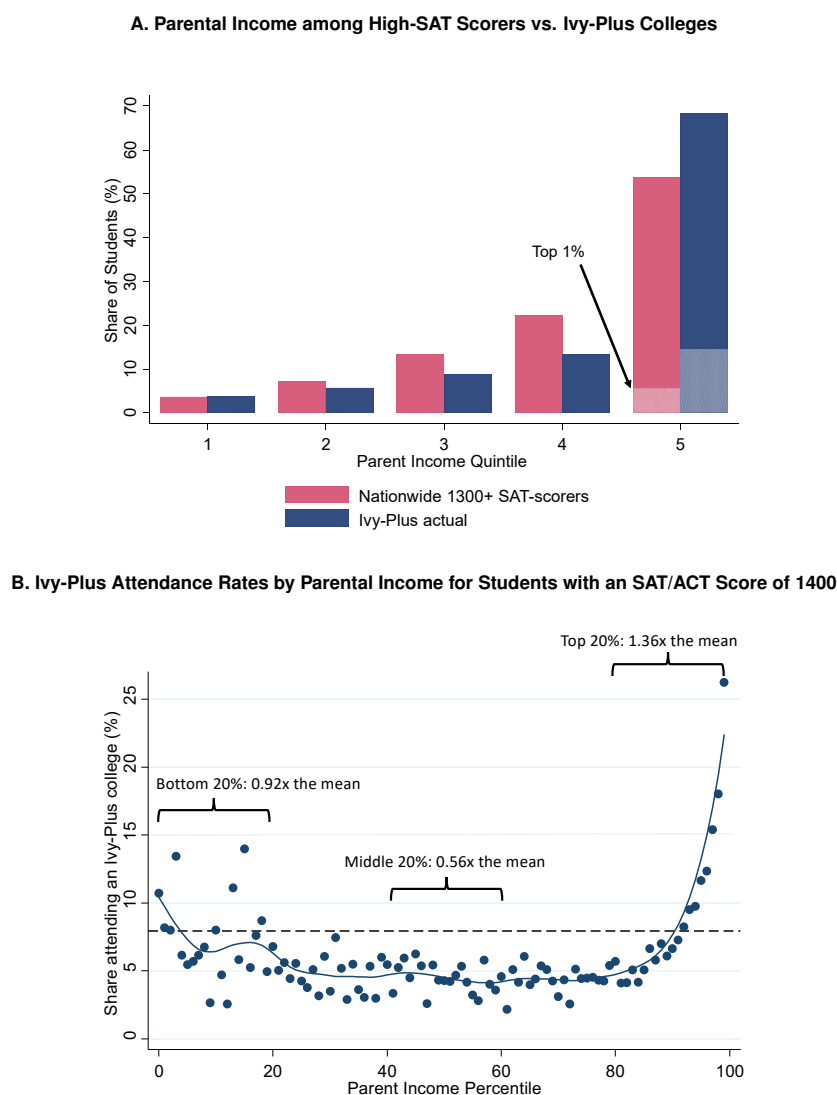 A. Parental Income among High-SAT Scorers vs. Ivy-Plus Colleges
Share of Students (%)
70
60
50
40
30
20
10
0
Top 1%
1 2 3 4 5
Parent Income Quintile
Nationwide 1300+ SAT-scorers
Ivy-Plus actual
B. Ivy-Plus Attendance Rates by Parental Income for Students with an SAT/ACT Score of 1400
Share attending an Ivy-Plus college (%)
Top 20%: 1.36x the mean
Bottom 20%: 0.92x the mean
Middle 20%: 0.56x the mean
25
20
15
10
5
0
0 20 40 60 80 100
Parent Income Percentile